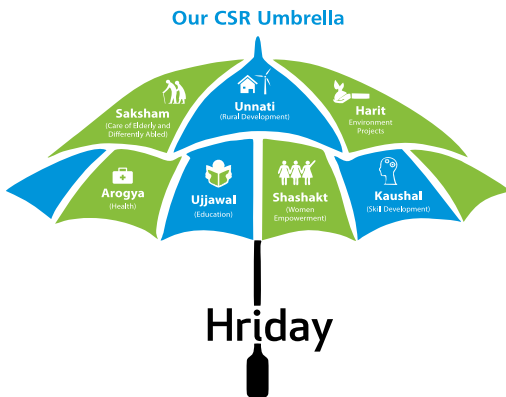 Our CSR Umbrella
Saksham
(Care of Elderly and
Differently Abled)
Unnati
(Rural Development)
Harit
Environment
Projects
Arogya
(Health)
Ujjawal
(Education)
Shashakt
(Women
Empowerment)
Kaushal
(Skill Development)
Hriday